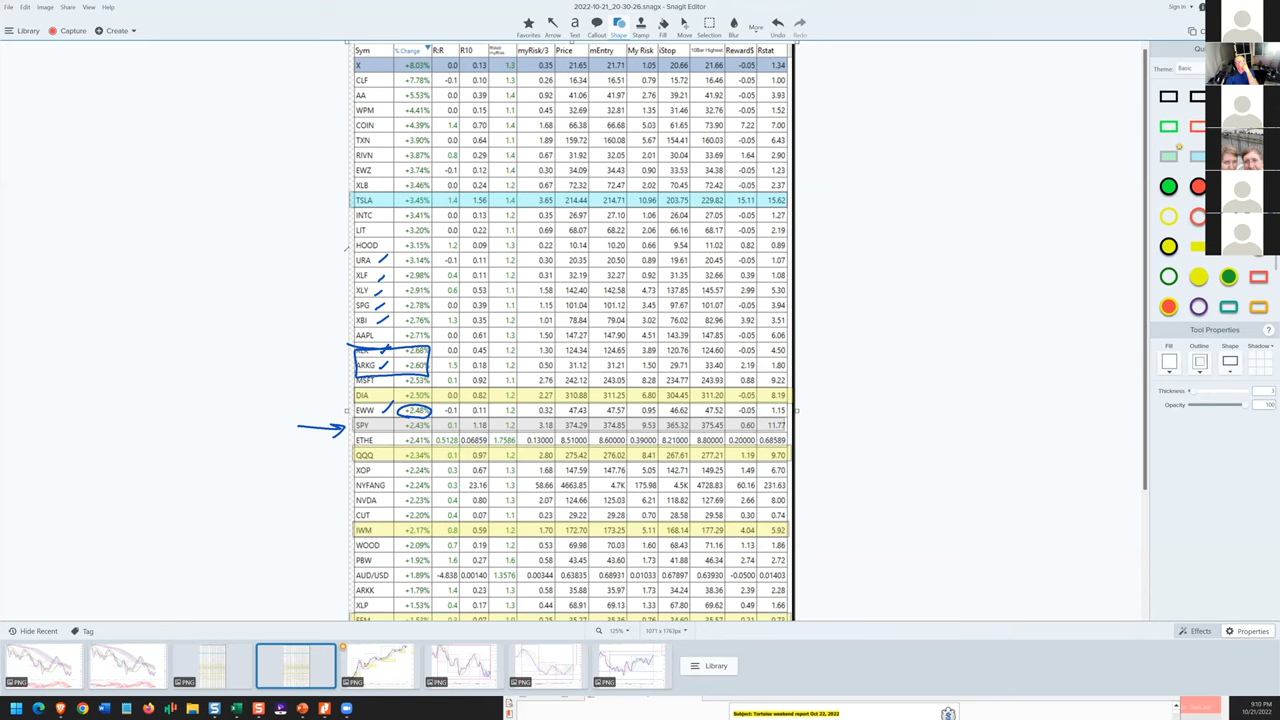 2022-10-21_20-30-26.snagx - Snagit Editor
File Edit Image Share View Help
Sign in
Library Capture Create
Favorites Arrow Text Callout Shape Stamp Fill Move Selection Blur More Undo Undo
Sym % Change R:R R10 myRisk/3 Price mEntry My Risk iStop 10Bar Highest Reward$ Rstat
X +8.03% 0.0 0.13 1.3 0.35 21.65 21.71 1.05 20.66 21.66 -0.05 1.34
CLF +7.78% -0.1 0.10 1.3 0.26 16.34 16.51 0.79 15.72 16.46 -0.05 1.00
AA +5.53% 0.0 0.39 1.4 0.92 41.06 41.97 2.76 39.21 41.92 -0.05 3.93
WPM +4.41% 0.0 0.15 1.1 0.45 32.69 32.81 1.35 31.46 32.76 -0.05 1.52
COIN +4.39% 1.4 0.70 1.4 1.68 66.38 66.68 5.03 61.65 73.90 7.22 7.00
TXN +3.90% 0.0 0.64 1.1 1.89 159.72 160.08 5.67 154.41 160.03 -0.05 6.43
RIVN +3.87% 0.8 0.29 1.4 0.67 31.92 32.05 2.01 30.04 33.69 1.64 2.90
EWZ +3.74% -0.1 0.12 1.4 0.30 34.09 34.43 0.90 33.53 34.38 -0.05 1.23
XLB +3.46% 0.0 0.24 1.2 0.67 72.32 72.47 2.02 70.45 72.42 -0.05 2.37
TSLA +3.45% 1.4 1.56 1.4 3.65 214.44 214.71 10.96 203.75 229.82 15.11 15.62
INTC +3.41% 0.0 0.13 1.2 0.35 26.97 27.10 1.06 26.04 27.05 -0.05 1.27
LIT +3.20% 0.0 0.22 1.1 0.69 68.07 68.22 2.06 66.16 68.17 -0.05 2.19
HOOD +3.15% 1.2 0.09 1.3 0.22 10.14 10.20 0.66 9.54 11.02 0.82 0.89
URA +3.14% -0.1 0.11 1.2 0.30 20.35 20.50 0.89 19.61 20.45 -0.05 1.07
XLF +2.98% 0.4 0.11 1.2 0.31 32.19 32.27 0.92 31.35 32.66 0.39 1.08
XLY +2.91% 0.6 0.53 1.1 1.58 142.40 142.58 4.73 137.85 145.57 2.99 5.30
SPG +2.78% 0.0 0.39 1.1 1.15 101.04 101.12 3.45 97.67 101.07 -0.05 3.94
XBI +2.76% 1.3 0.35 1.2 1.01 78.84 79.04 3.02 76.02 82.96 3.92 3.51
AAPL +2.71% 0.0 0.61 1.3 1.50 147.27 147.90 4.51 143.39 147.85 -0.05 6.06
+2.68% 0.0 0.45 1.2 1.30 124.34 124.65 3.89 120.76 124.60 -0.05 4.50
ARKG +2.60% 1.5 0.18 1.2 0.50 31.12 31.21 1.50 29.71 33.40 2.19 1.80
MSFT +2.53% 0.1 0.92 1.1 2.76 242.12 243.05 8.28 234.77 243.93 0.88 9.22
DIA +2.50% 0.0 0.82 1.2 2.27 310.88 311.25 6.80 304.45 311.20 -0.05 8.19
EWW +2.48% -0.1 0.11 1.2 0.32 47.43 47.57 0.95 46.62 47.52 -0.05 1.15
SPY +2.43% 0.1 1.18 1.2 3.18 374.29 374.85 9.53 365.32 375.45 0.60 11.77
ETHE +2.41% 0.5128 0.06859 1.7586 0.13000 8.51000 8.60000 0.39000 8.21000 8.80000 0.20000 0.68589
QQQ +2.34% 0.1 0.97 1.2 2.80 275.42 276.02 8.41 267.61 277.21 1.19 9.70
XOP +2.24% 0.3 0.67 1.3 1.68 147.59 147.76 5.05 142.71 149.25 1.49 6.70
NYFANG +2.24% 0.3 23.16 1.3 58.66 4663.85 4.7K 175.98 4.5K 4728.83 60.16 231.63
NVDA +2.23% 0.4 0.80 1.3 2.07 124.66 125.03 6.21 118.82 127.69 2.66 8.00
CUT +2.20% 0.4 0.07 1.1 0.23 29.22 29.28 0.70 28.58 29.58 0.30 0.74
IWM +2.17% 0.8 0.59 1.2 1.70 172.70 173.25 5.11 168.14 177.29 4.04 5.92
WOOD +2.09% 0.7 0.19 1.2 0.53 69.98 70.03 1.60 68.43 71.16 1.13 1.86
PBW +1.92% 1.6 0.27 1.6 0.58 43.45 43.60 1.73 41.88 46.34 2.74 2.72
AUD/USD +1.89% -4.838 0.00140 1.3576 0.00344 0.63835 0.68931 0.01033 0.67897 0.63930 -0.0500 0.01403
ARKK +1.79% 1.4 0.23 1.3 0.58 35.88 35.97 1.73 34.24 38.36 2.39 2.28
XLP +1.53% 0.4 0.17 1.3 0.44 68.91 69.13 1.33 67.80 69.62 0.49 1.66
Theme: Basic
Tool Properties ?
Fill Outline Shape Shadow
Thickness 3
Opacity 100
Hide Recent Tag 125% 1071 x 1763px Effects Properties
PNG PNG PNG PNG PNG PNG PNG PNG Library
Subject: Tortoise weekend report Oct 22, 2022
9:10 PM
10/21/2022